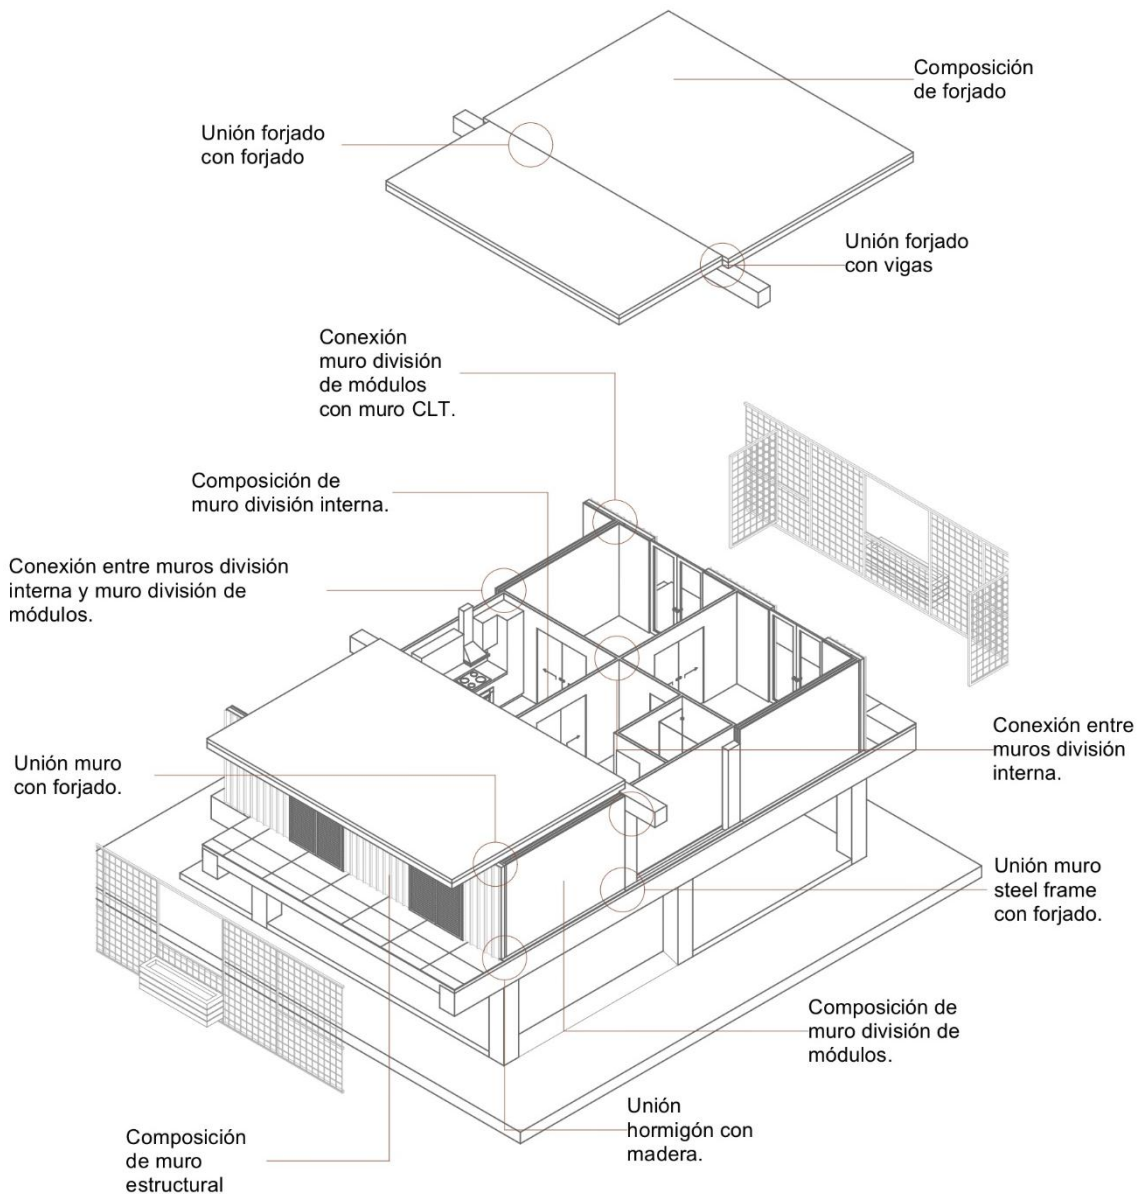 Composición
de forjado
Unión forjado
con forjado
Unión forjado
con vigas
Conexión
muro división
de módulos
con muro CLT.
Composición de
muro división interna.
Conexión entre muros división
interna y muro división de
módulos.
Unión muro
con forjado.
Conexión entre
muros división
interna.
Unión muro
steel frame
con forjado.
Composición de
muro división de
módulos.
Unión
hormigón con
madera.
Composición
de muro
estructural